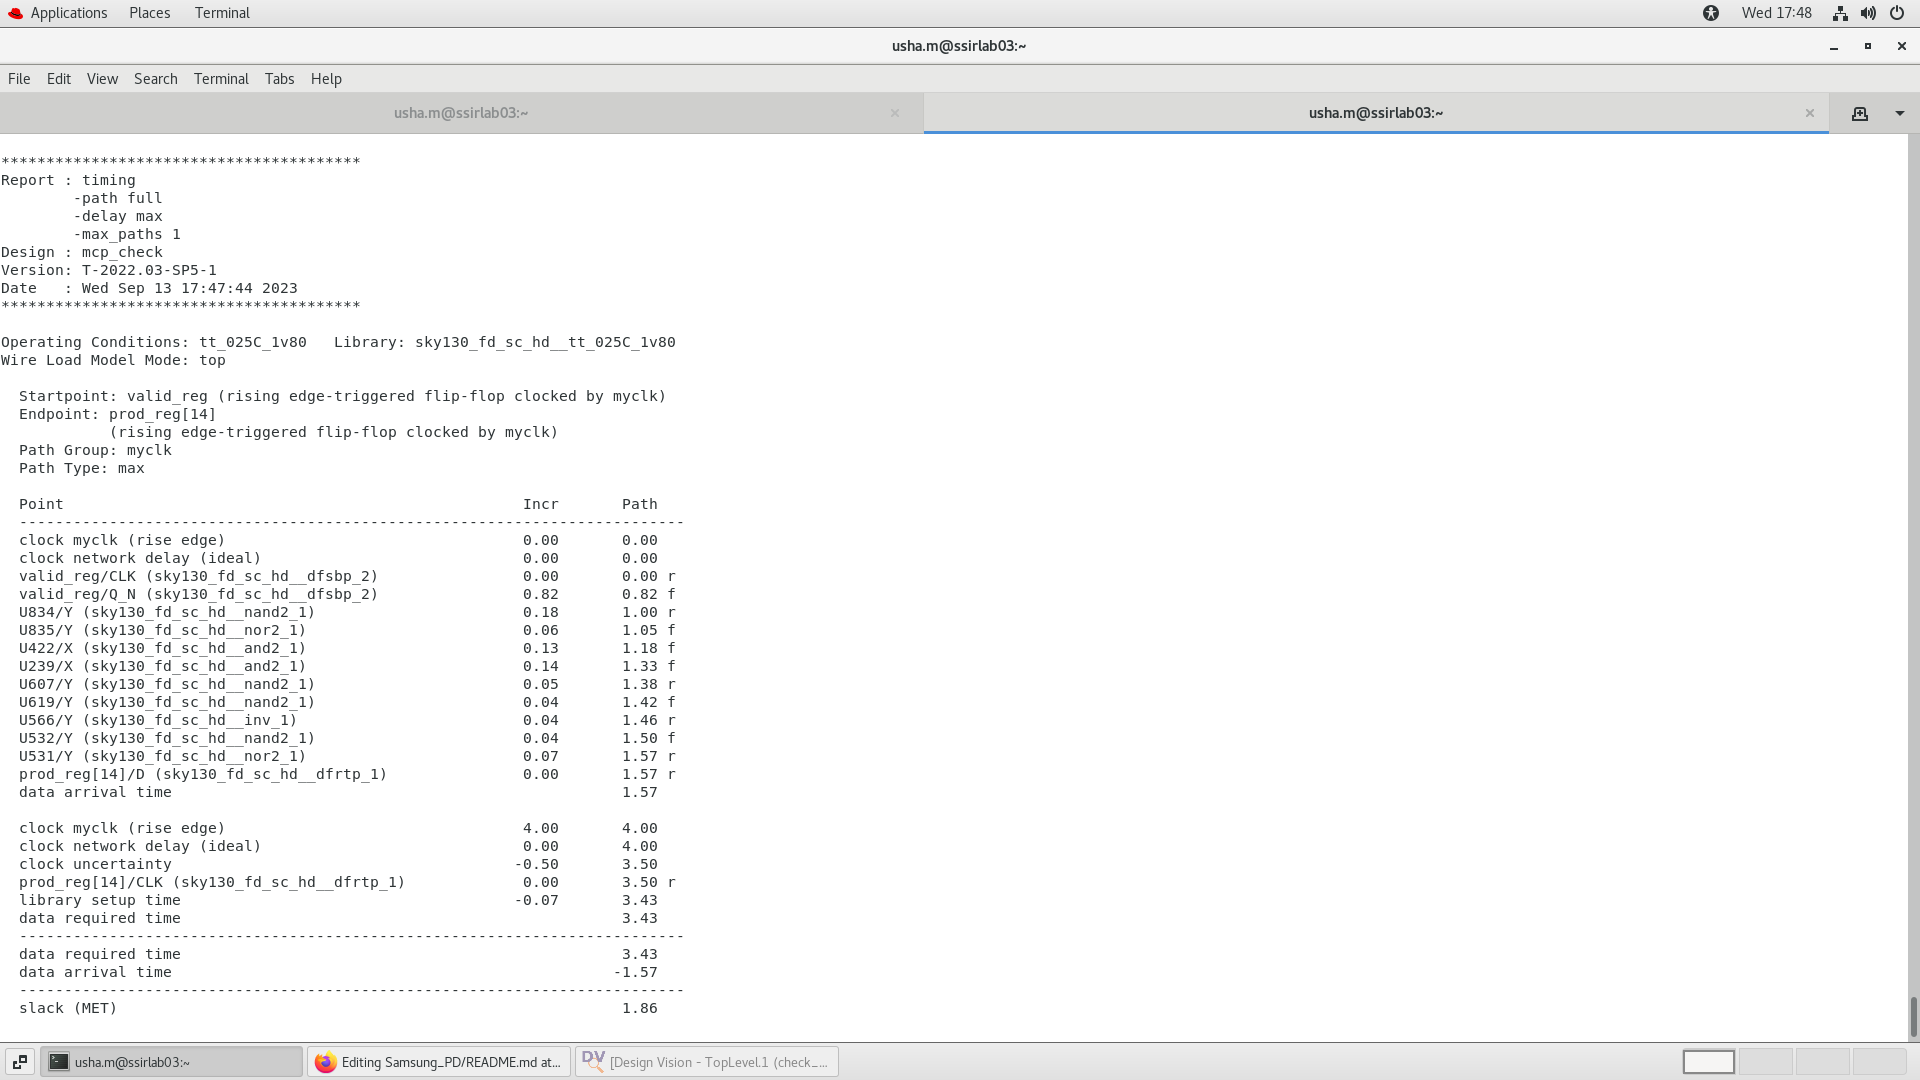 Applications Places Terminal Wed 17:48
usha.m@ssirlab03:~
File Edit View Search Terminal Tabs Help
usha.m@ssirlab03:~ usha.m@ssirlab03:~
****************************************
Report : timing
        -path full
        -delay max
        -max_paths 1
Design : mcp_check
Version: T-2022.03-SP5-1
Date   : Wed Sep 13 17:47:44 2023
****************************************
Operating Conditions: tt_025C_1v80   Library: sky130_fd_sc_hd__tt_025C_1v80
Wire Load Model Mode: top
  Startpoint: valid_reg (rising edge-triggered flip-flop clocked by myclk)
  Endpoint: prod_reg[14]
            (rising edge-triggered flip-flop clocked by myclk)
  Path Group: myclk
  Path Type: max
  Point                                                   Incr       Path
  --------------------------------------------------------------------------
  clock myclk (rise edge)                                 0.00       0.00
  clock network delay (ideal)                             0.00       0.00
  valid_reg/CLK (sky130_fd_sc_hd__dfsbp_2)                0.00       0.00 r
  valid_reg/Q_N (sky130_fd_sc_hd__dfsbp_2)                0.82       0.82 f
  U834/Y (sky130_fd_sc_hd__nand2_1)                       0.18       1.00 r
  U835/Y (sky130_fd_sc_hd__nor2_1)                        0.06       1.05 f
  U422/X (sky130_fd_sc_hd__and2_1)                        0.13       1.18 f
  U239/X (sky130_fd_sc_hd__and2_1)                        0.14       1.33 f
  U607/Y (sky130_fd_sc_hd__nand2_1)                       0.05       1.38 r
  U619/Y (sky130_fd_sc_hd__nand2_1)                       0.04       1.42 f
  U566/Y (sky130_fd_sc_hd__inv_1)                         0.04       1.46 r
  U532/Y (sky130_fd_sc_hd__nand2_1)                       0.04       1.50 f
  U531/Y (sky130_fd_sc_hd__nor2_1)                        0.07       1.57 r
  prod_reg[14]/D (sky130_fd_sc_hd__dfrtp_1)               0.00       1.57 r
  data arrival time                                                  1.57
  clock myclk (rise edge)                                 4.00       4.00
  clock network delay (ideal)                             0.00       4.00
  clock uncertainty                                      -0.50       3.50
  prod_reg[14]/CLK (sky130_fd_sc_hd__dfrtp_1)             0.00       3.50 r
  library setup time                                     -0.07       3.43
  data required time                                                 3.43
  --------------------------------------------------------------------------
  data required time                                                 3.43
  data arrival time                                                 -1.57
  --------------------------------------------------------------------------
  slack (MET)                                                        1.86
usha.m@ssirlab03:~ Editing Samsung_PD/README.md at... DV [Design Vision - TopLevel.1 (check_...